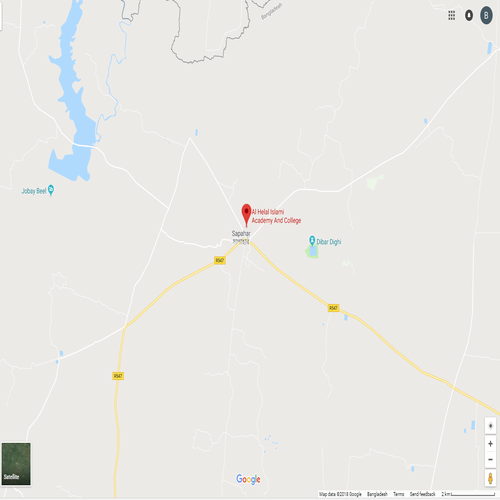 Bangladesh
B
Jobay Beel
Al Helal Islami
Academy And College
Sapahar
Dibar Dighi
R547
R547
R547
Satellite
Google
Map data ©2018 Google Bangladesh Terms Send feedback 2 km